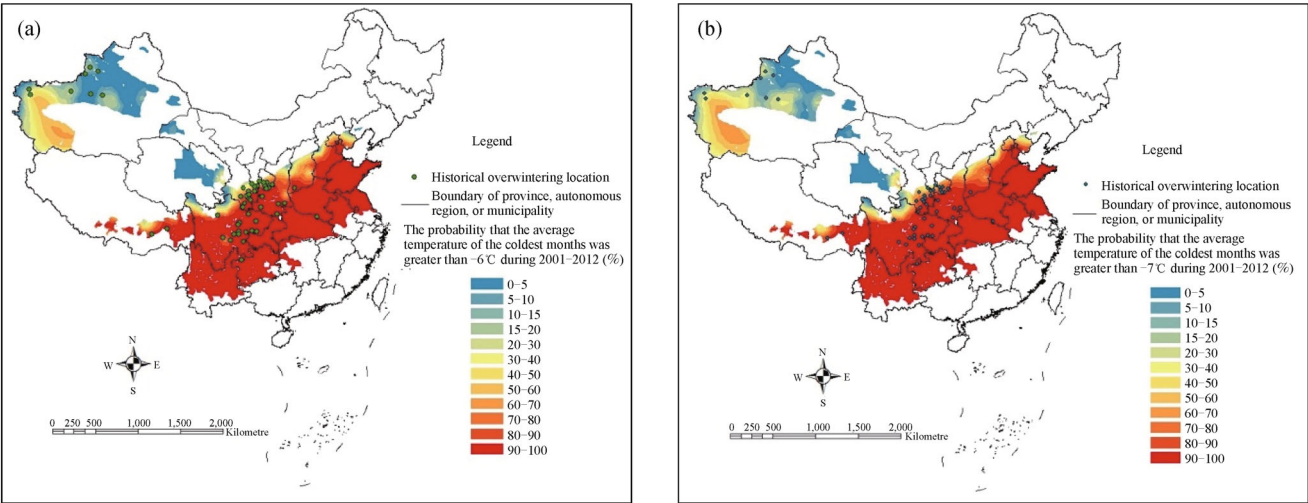 (a)
Legend
Historical overwintering location
Boundary of province, autonomous
region, or municipality
The probability that the average
temperature of the coldest months was
greater than −6℃ during 2001−2012 (%)
0−5
5−10
10−15
15−20
20−30
30−40
40−50
50−60
60−70
70−80
80−90
90−100
N
W E
S
0 250 500 1,000 1,500 2,000
Kilometre
(b)
Legend
Historical overwintering location
Boundary of province, autonomous
region, or municipality
The probability that the average
temperature of the coldest months was
greater than −7℃ during 2001−2012 (%)
0−5
5−10
10−15
15−20
20−30
30−40
40−50
50−60
60−70
70−80
80−90
90−100
N
W E
S
0 250 500 1,000 1,500 2,000
Kilometre